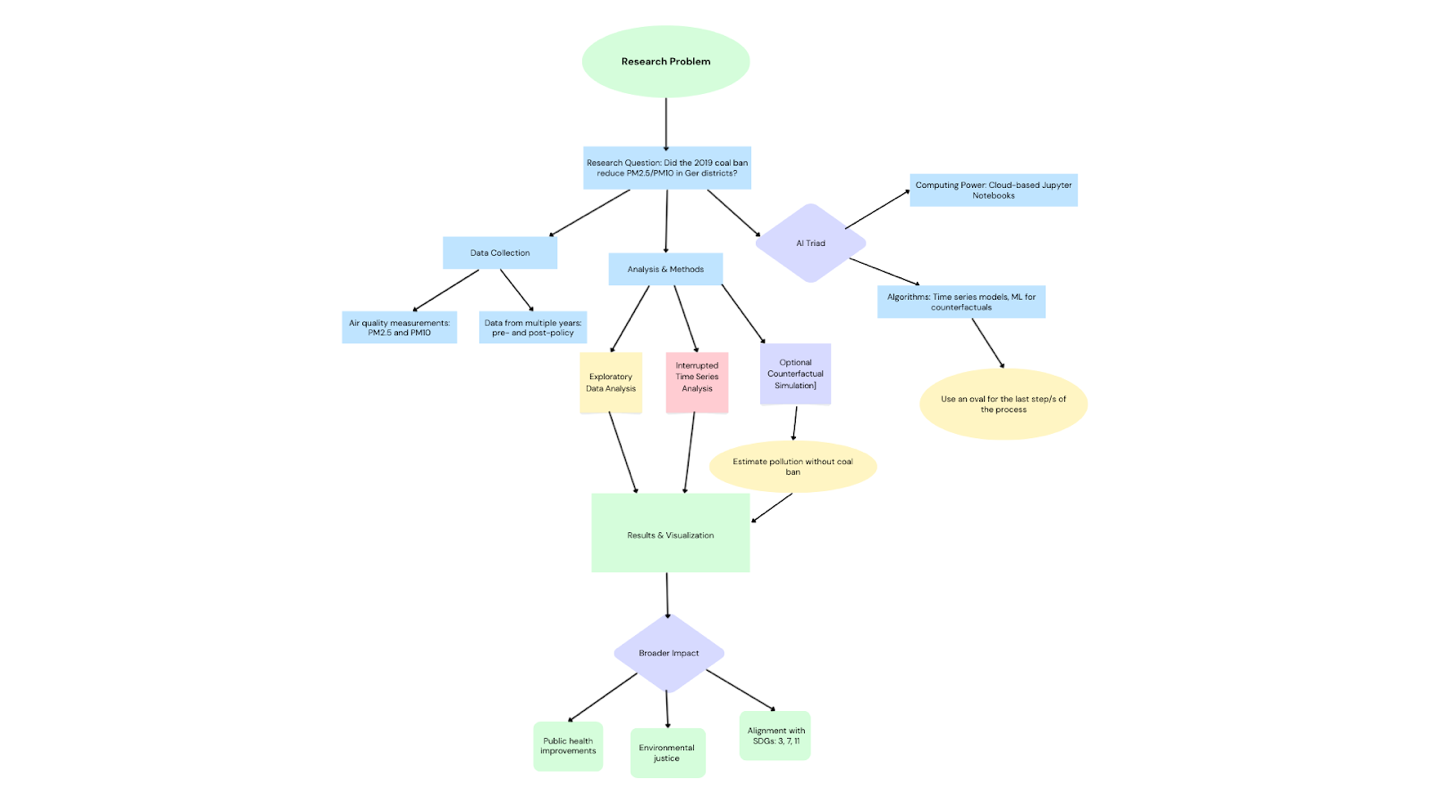 Research Problem
Research Question: Did the 2019 coal ban
reduce PM2.5/PM10 in Ger districts?
Computing Power: Cloud-based Jupyter
Notebooks
AI Triad
Data Collection
Analysis & Methods
Algorithms: Time series models, ML for
counterfactuals
Air quality measurements:
PM2.5 and PM10
Data from multiple years:
pre- and post-policy
Exploratory
Data Analysis
Interrupted
Time Series
Analysis
Optional
Counterfactual
Simulation]
Use an oval for the last step/s of
the process
Estimate pollution without coal
ban
Results & Visualization
Broader Impact
Public health
improvements
Environmental
justice
Alignment with
SDGs: 3, 7, 11